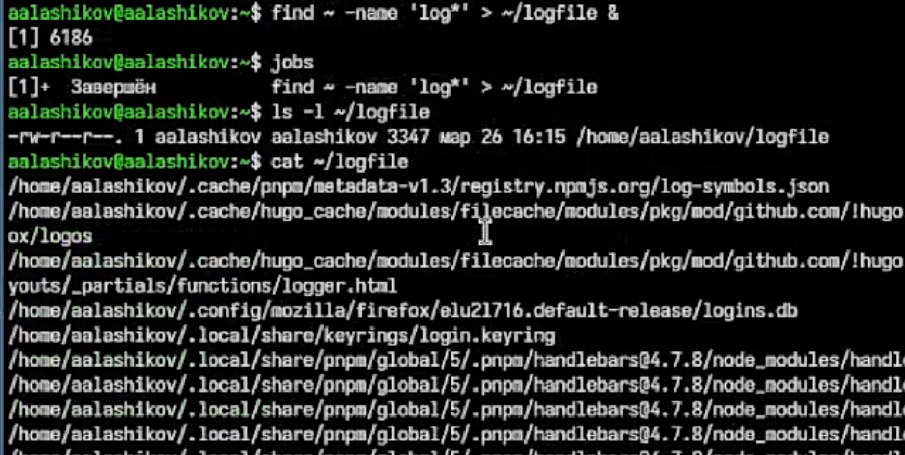 aalashikov@aalashikov:~$ find ~ -name 'log*' > ~/logfile &
[1] 6186
aalashikov@aalashikov:~$ jobs
[1]+  Завершён          find ~ -name 'log*' > ~/logfile
aalashikov@aalashikov:~$ ls -l ~/logfile
-rw-r--r--. 1 aalashikov aalashikov 3347 мар 26 16:15 /home/aalashikov/logfile
aalashikov@aalashikov:~$ cat ~/logfile
/home/aalashikov/.cache/pnpm/metadata-v1.3/registry.npmjs.org/log-symbols.json
/home/aalashikov/.cache/hugo_cache/modules/filecache/modules/pkg/mod/github.com/!hugo
ox/logos
/home/aalashikov/.cache/hugo_cache/modules/filecache/modules/pkg/mod/github.com/!hugo
youts/_partials/functions/logger.html
/home/aalashikov/.config/mozilla/firefox/elu2l716.default-release/logins.db
/home/aalashikov/.local/share/keyrings/login.keyring
/home/aalashikov/.local/share/pnpm/global/5/.pnpm/handlebars@4.7.8/node_modules/handl
/home/aalashikov/.local/share/pnpm/global/5/.pnpm/handlebars@4.7.8/node_modules/handl
/home/aalashikov/.local/share/pnpm/global/5/.pnpm/handlebars@4.7.8/node_modules/handl
/home/aalashikov/.local/share/pnpm/global/5/.pnpm/handlebars@4.7.8/node_modules/handl